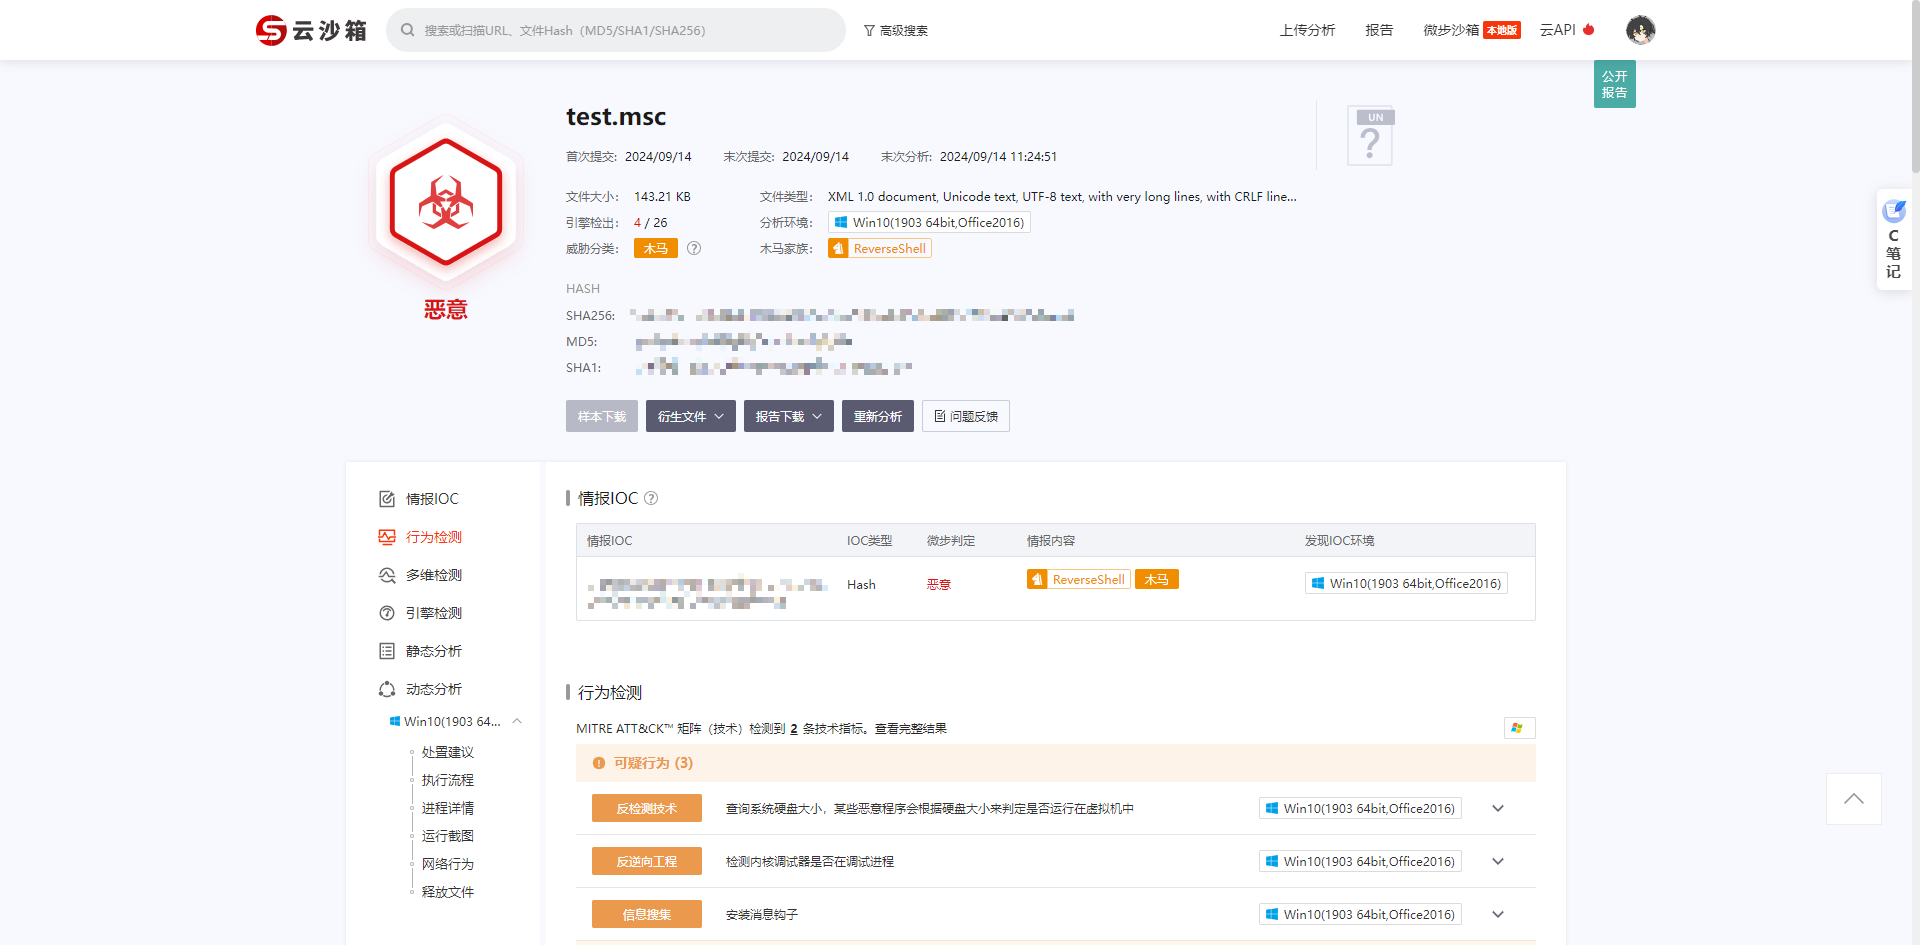 云沙箱
搜索或扫描URL、文件Hash（MD5/SHA1/SHA256）
高级搜索
上传分析
报告
微步沙箱 本地版
云API
公开
报告
test.msc
UN
首次提交: 2024/09/14 末次提交: 2024/09/14 末次分析: 2024/09/14 11:24:51
文件大小: 143.21 KB 文件类型: XML 1.0 document, Unicode text, UTF-8 text, with very long lines, with CRLF line...
引擎检出: 4 / 26 分析环境: Win10(1903 64bit,Office2016)
威胁分类: 木马 木马家族: ReverseShell
恶意
HASH
SHA256:
MD5:
SHA1:
样本下载 衍生文件 报告下载 重新分析 问题反馈
C
笔
记
情报IOC
行为检测
多维检测
引擎检测
静态分析
动态分析
Win10(1903 64...
处置建议
执行流程
进程详情
运行截图
网络行为
释放文件
情报IOC
情报IOC IOC类型 微步判定 情报内容 发现IOC环境
Hash 恶意 ReverseShell 木马 Win10(1903 64bit,Office2016)
行为检测
MITRE ATT&CK™ 矩阵（技术）检测到 2 条技术指标。查看完整结果
可疑行为 (3)
反检测技术 查询系统硬盘大小，某些恶意程序会根据硬盘大小来判定是否运行在虚拟机中 Win10(1903 64bit,Office2016)
反逆向工程 检测内核调试器是否在调试进程 Win10(1903 64bit,Office2016)
信息搜集 安装消息钩子 Win10(1903 64bit,Office2016)